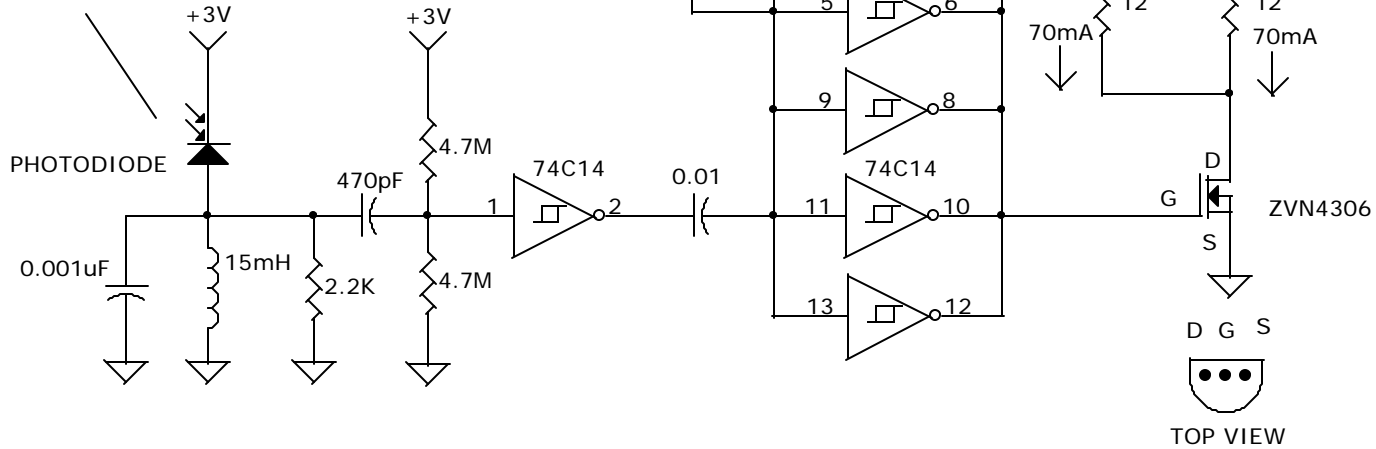 +3V
+3V
5
6
12
12
70mA
70mA
9
8
4.7M
PHOTODIODE
74C14
74C14
D
470pF
0.01
1
2
11
10
G
ZVN4306
S
0.001uF
15mH
2.2K
4.7M
13
12
D G S
TOP VIEW